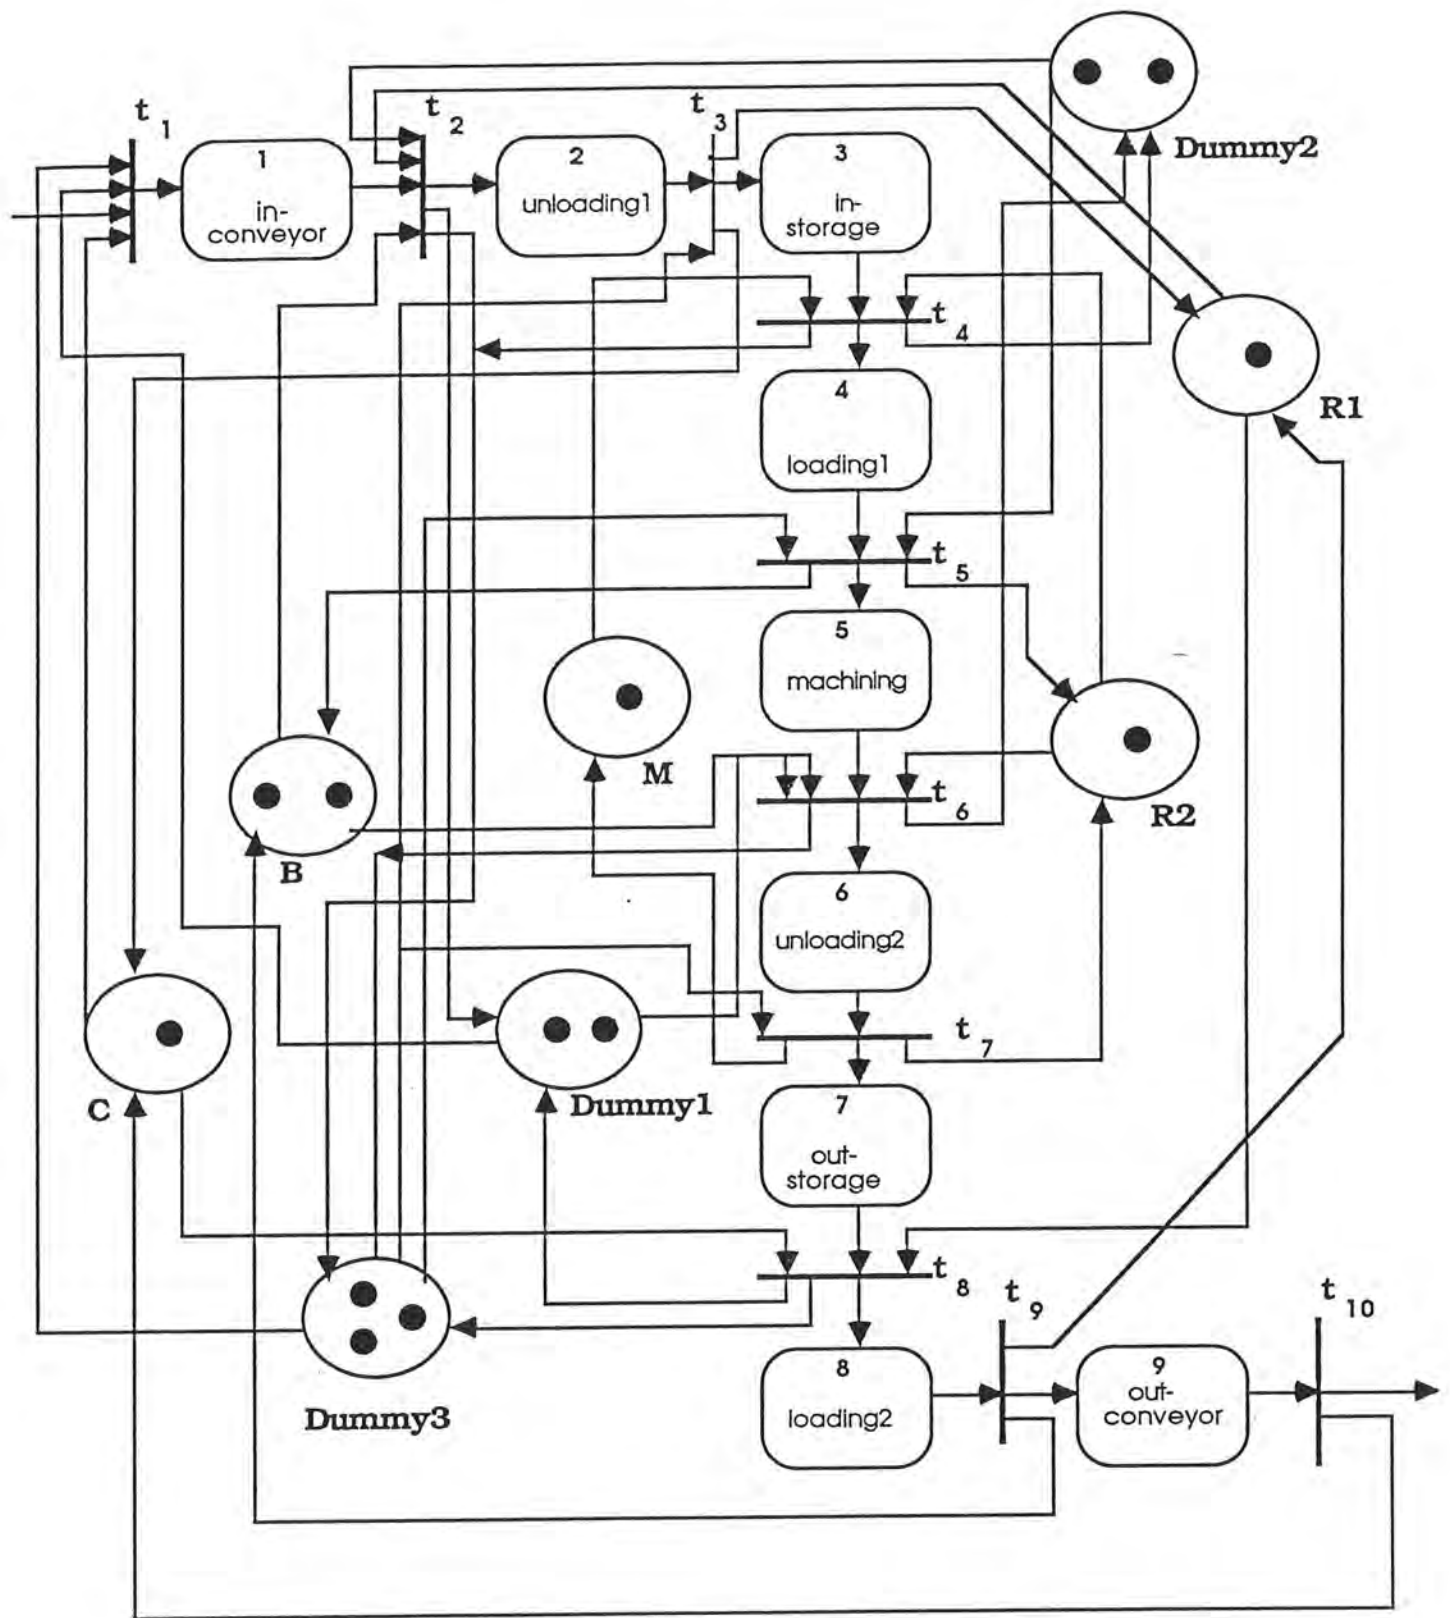 Dummy2
t 1
t 2
t 3
1
in-
conveyor
2
unloading1
3
in-
storage
t 4
R1
4
loading1
t 5
5
machining
M
t 6
R2
B
6
unloading2
t 7
C
Dummy1
7
out-
storage
t 8
t 9
t 10
Dummy3
8
loading2
9
out-
conveyor